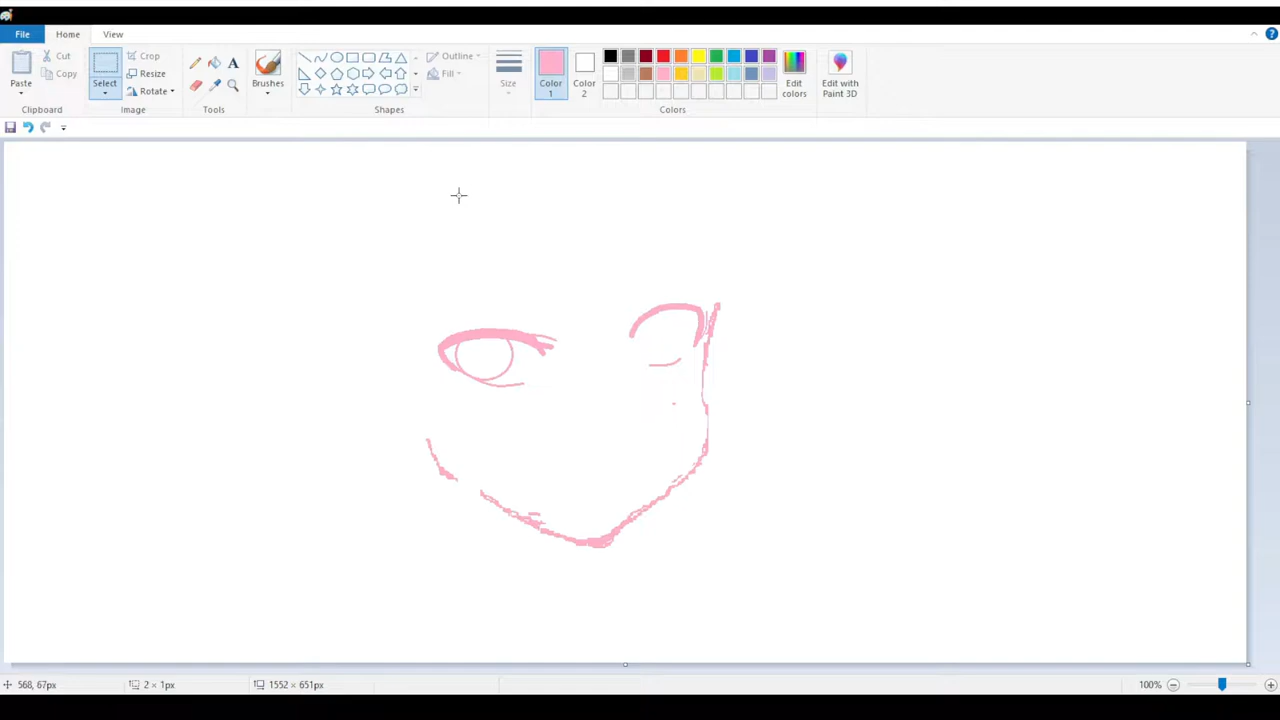 File Home View
Paste Cut Copy Clipboard
Select Crop Resize Rotate Image
A Tools
Brushes
Outline Fill Shapes
Size
Color 1
Color 2
Edit colors
Colors
Edit with Paint 3D
568, 67px 2 × 1px 1552 × 651px 100%